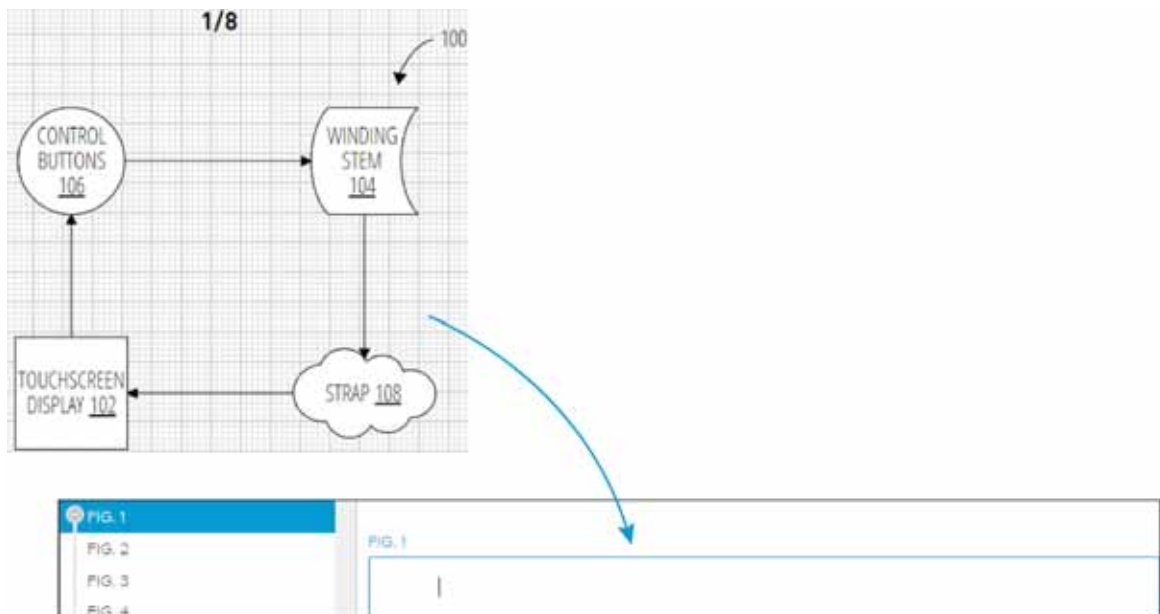 1/8
100
CONTROL
BUTTONS
106
WINDING
STEM
104
TOUCHSCREEN
DISPLAY 102
STRAP 108
FIG. 1
FIG. 2
FIG. 3
FIG. 4
FIG. 1